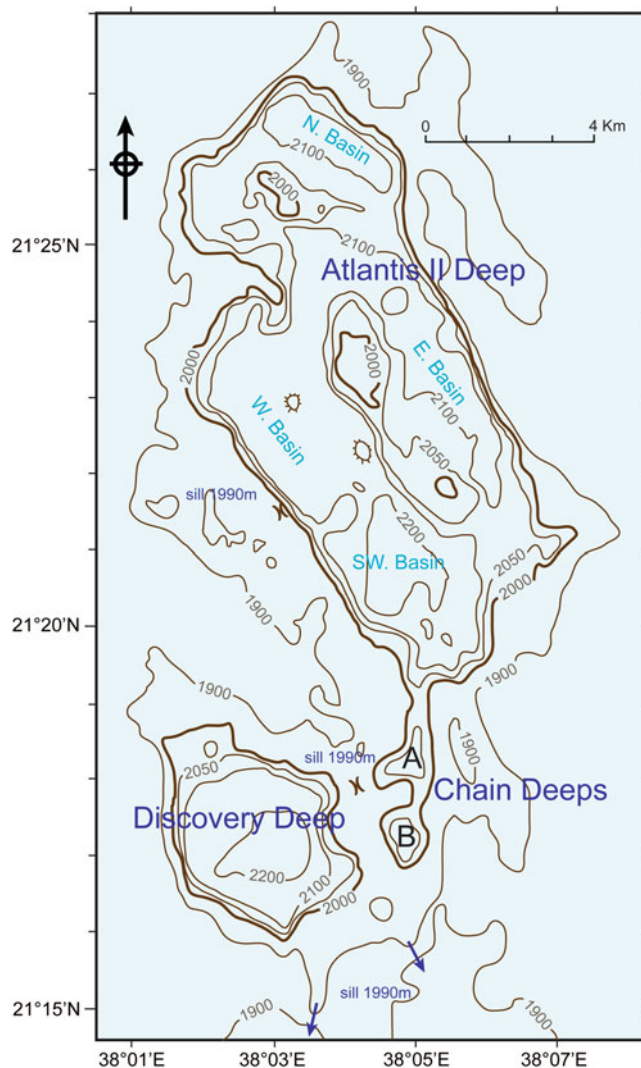 1900
0 4 Km
N. Basin
2100
2000
1900
21°25'N
2100
Atlantis II Deep
2000
2000
E. Basin
2100
W. Basin
2050
sill 1990m
2200
SW. Basin
2050
2000
21°20'N
1900
1900
1900
1900
sill 1990m
A
2050
Chain Deeps
Discovery Deep
B
2200
2100
2000
sill 1990m
21°15'N
1900
1900
38°01'E
38°03'E
38°05'E
38°07'E